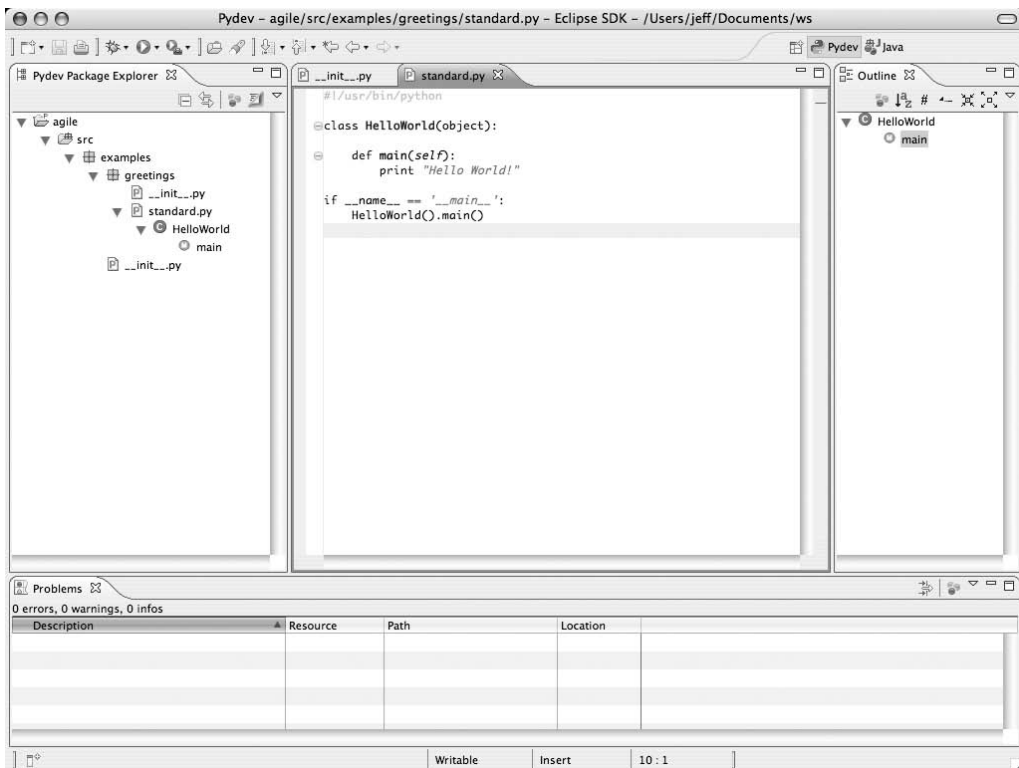 Pydev - agile/src/examples/greetings/standard.py - Eclipse SDK - /Users/jeff/Documents/ws
Pydev Java
Pydev Package Explorer
agile
src
examples
greetings
__init__.py
standard.py
HelloWorld
main
__init__.py
__init__.py standard.py
#!/usr/bin/python
class HelloWorld(object):
def main(self):
print "Hello World!"
if __name__ == '__main__':
HelloWorld().main()
Outline
HelloWorld
main
Problems
0 errors, 0 warnings, 0 infos
Description Resource Path Location
Writable Insert 10 : 1